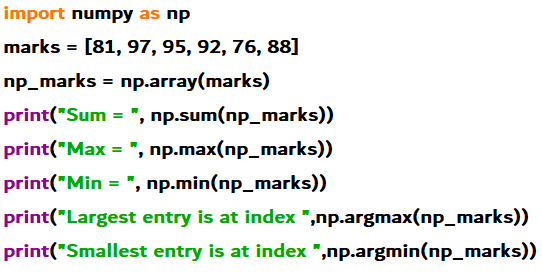 import numpy as np
marks = [81, 97, 95, 92, 76, 88]
np_marks = np.array(marks)
print("Sum = ", np.sum(np_marks))
print("Max = ", np.max(np_marks))
print("Min = ", np.min(np_marks))
print("Largest entry is at index ",np.argmax(np_marks))
print("Smallest entry is at index ",np.argmin(np_marks))